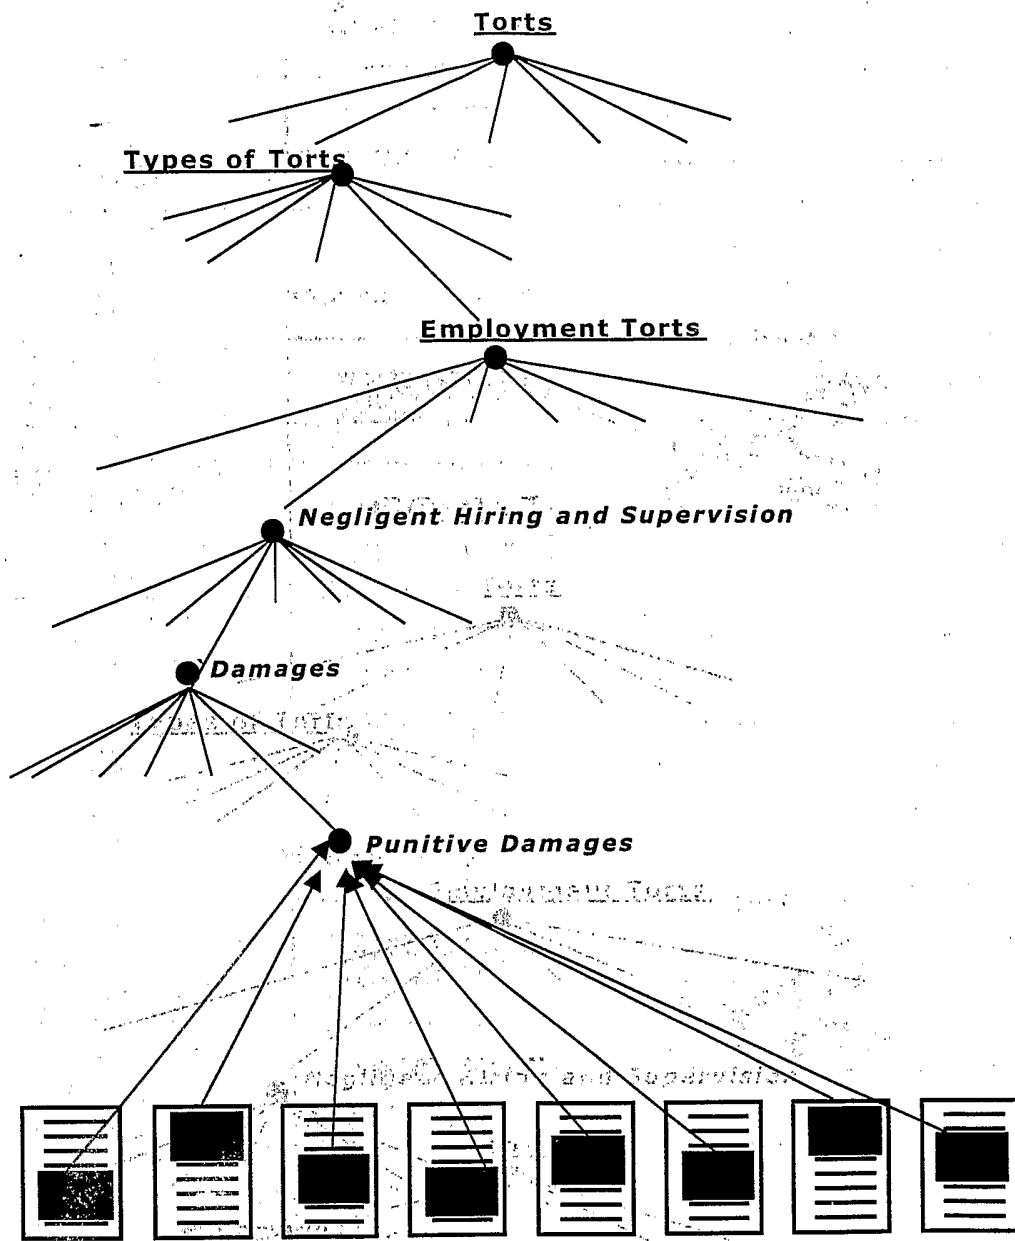 Torts
Types of Torts
Employment Torts
Negligent Hiring and Supervision
Damages
Punitive Damages